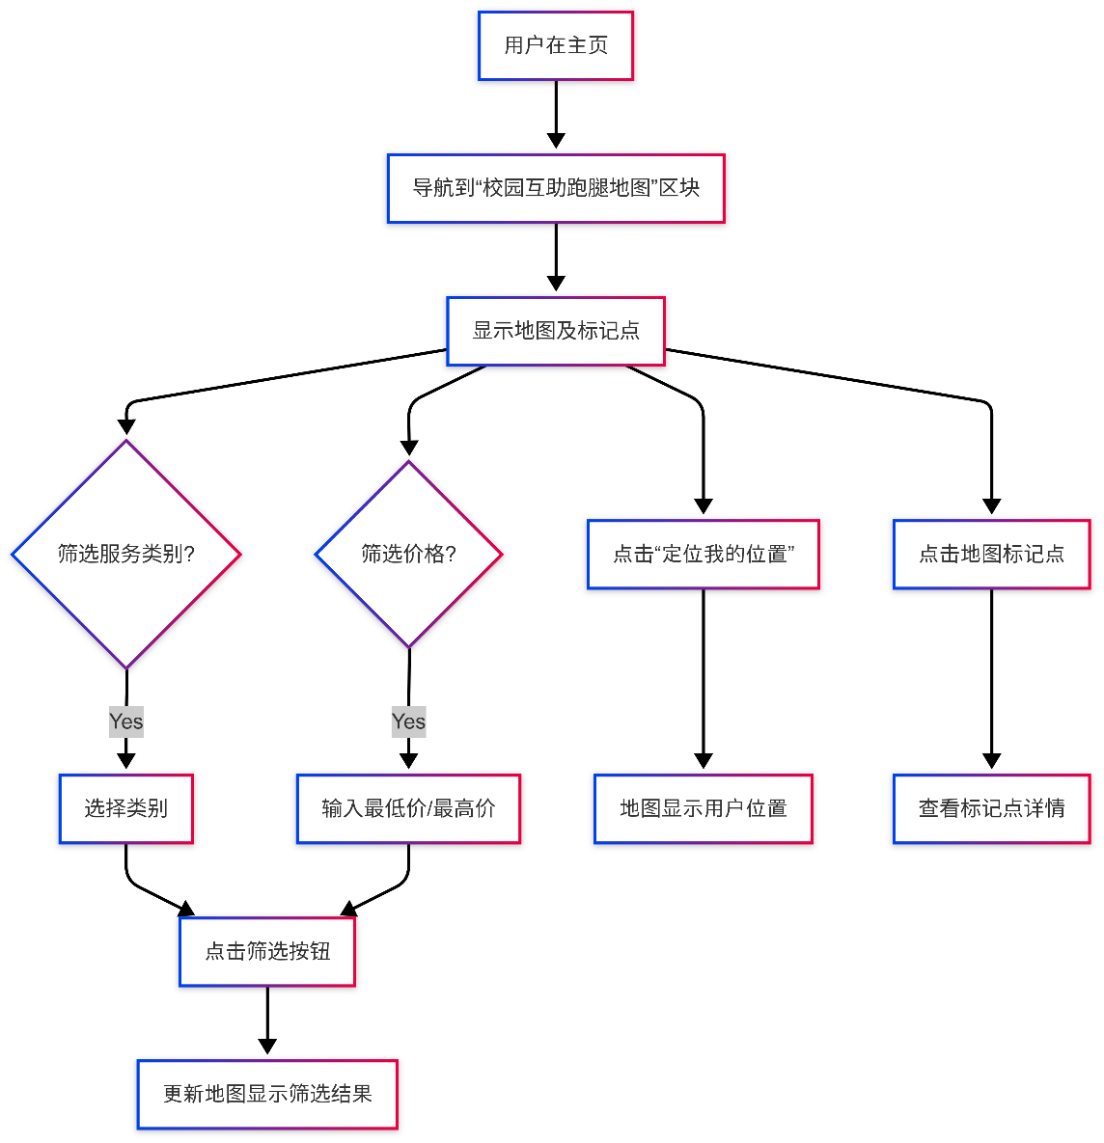 用户在主页
导航到“校园互助跑腿地图”区块
显示地图及标记点
筛选服务类别?
筛选价格?
点击“定位我的位置”
点击地图标记点
Yes
Yes
选择类别
输入最低价/最高价
地图显示用户位置
查看标记点详情
点击筛选按钮
更新地图显示筛选结果